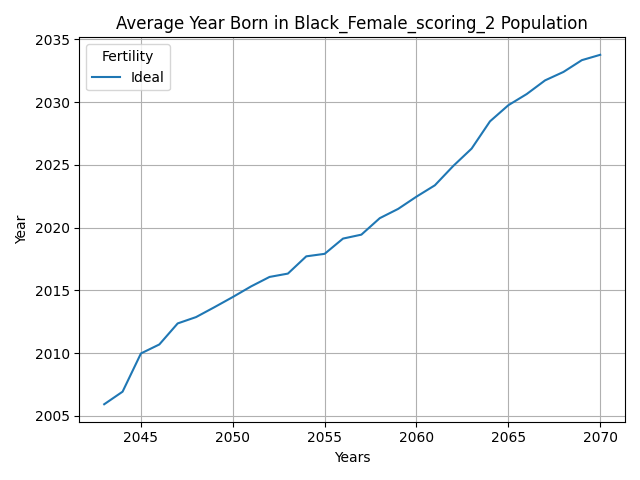 Average Year Born in Black_Female_scoring_2 Population
Fertility
Ideal
Year
2035
2030
2025
2020
2015
2010
2005
2045 2050 2055 2060 2065 2070
Years